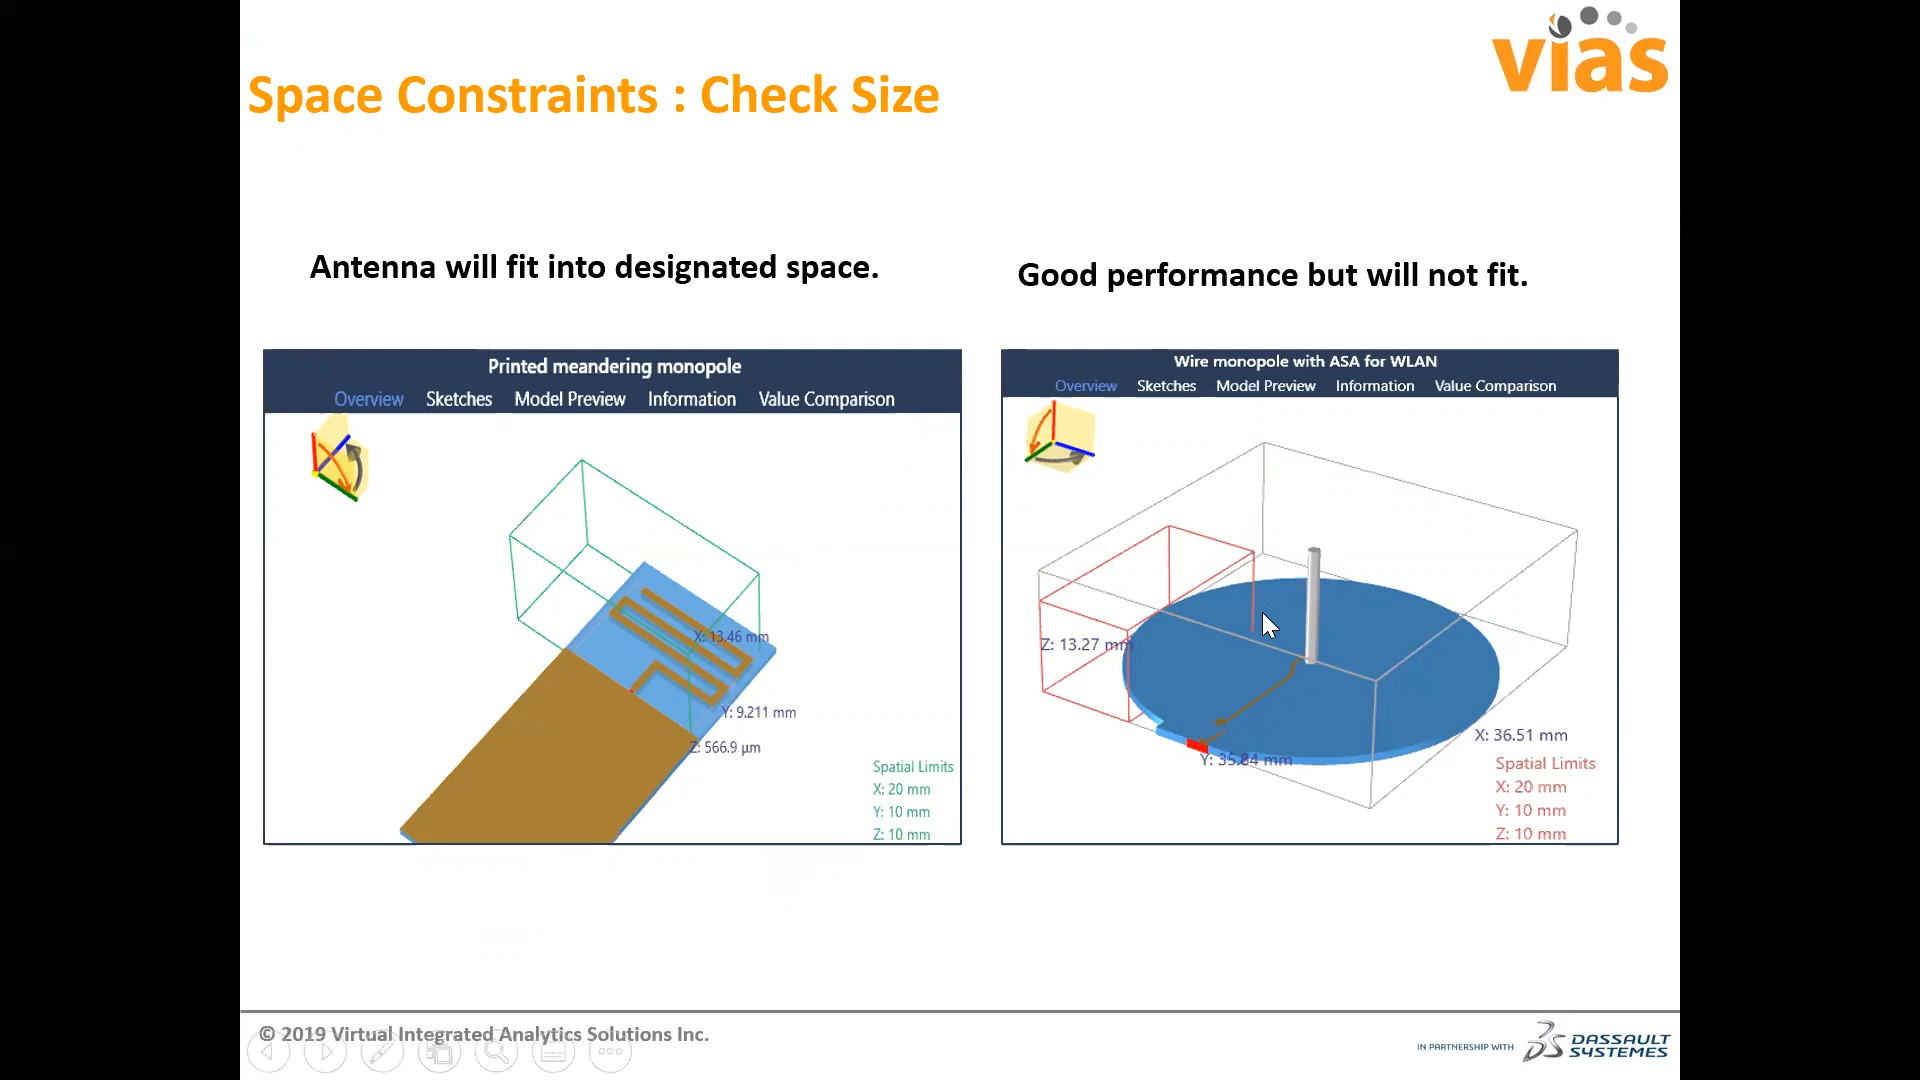 vias
Space Constraints : Check Size
Antenna will fit into designated space.
Good performance but will not fit.
Printed meandering monopole
Overview Sketches Model Preview Information Value Comparison
X: 13.46 mm
Y: 9.211 mm
Z: 566.9 µm
Spatial Limits
X: 20 mm
Y: 10 mm
Z: 10 mm
Wire monopole with ASA for WLAN
Overview Sketches Model Preview Information Value Comparison
Z: 13.27 mm
X: 36.51 mm
Y: 35.84 mm
Spatial Limits
X: 20 mm
Y: 10 mm
Z: 10 mm
© 2019 Virtual Integrated Analytics Solutions Inc.
IN PARTNERSHIP WITH
DASSAULT
SYSTEMES